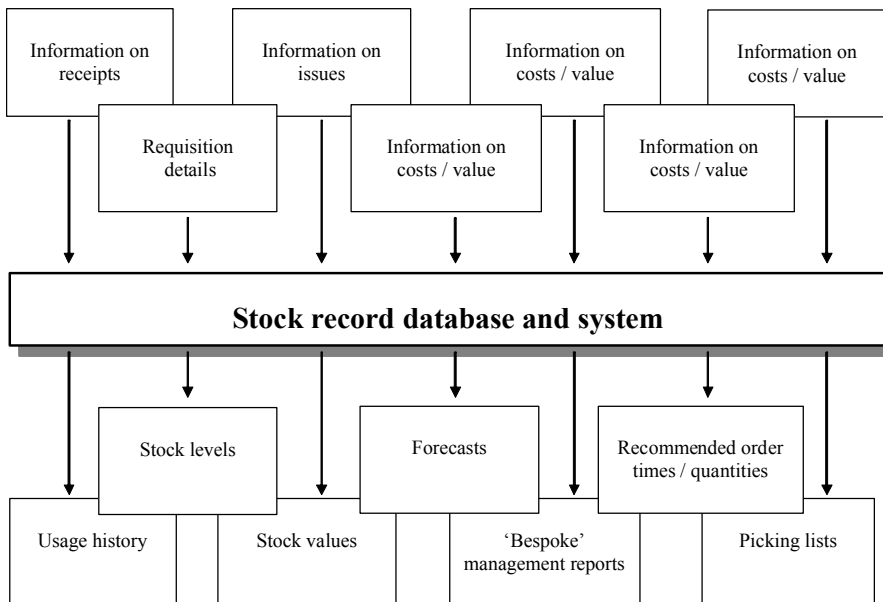 Information on
receipts
Information on
issues
Information on
costs / value
Information on
costs / value
Requisition
details
Information on
costs / value
Information on
costs / value
Stock record database and system
Stock levels
Forecasts
Recommended order
times / quantities
Usage history
Stock values
‘Bespoke’
management reports
Picking lists